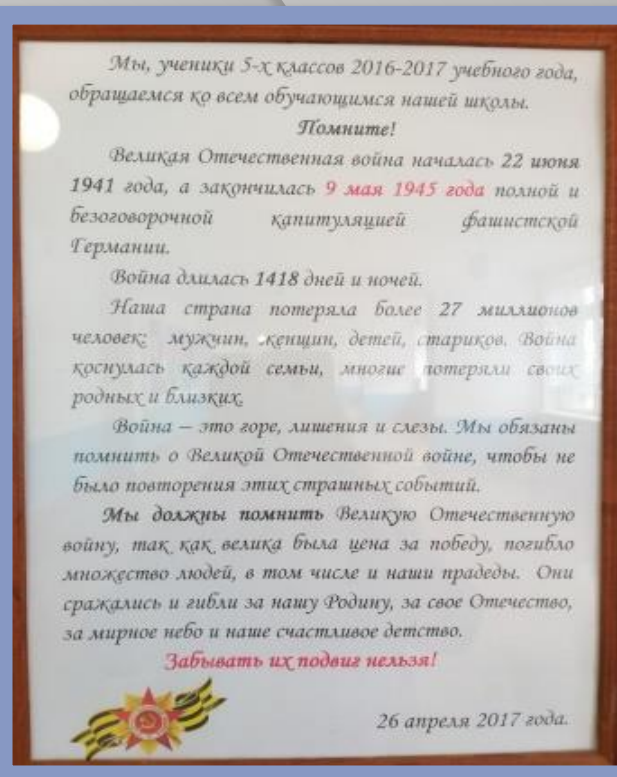 Мы, ученики 5-х классов 2016-2017 учебного года,
обращаемся ко всем обучающимся нашей школы.
Помните!
Великая Отечественная война началась 22 июня
1941 года, а закончилась 9 мая 1945 года полной и
безоговорочной капитуляцией фашистской
Германии.
Война длилась 1418 дней и ночей.
Наша страна потеряла более 27 миллионов
человек: мужчин, женщин, детей, стариков. Война
коснулась каждой семьи, многие потеряли своих
родных и близких.
Война – это горе, лишения и слезы. Мы обязаны
помнить о Великой Отечественной войне, чтобы не
было повторения этих страшных событий.
Мы должны помнить Великую Отечественную
войну, так как велика была цена за победу, погибло
множество людей, в том числе и наши прадеды. Они
сражались и гибли за нашу Родину, за свое Отечество,
за мирное небо и наше счастливое детство.
Забывать их подвиг нельзя!
26 апреля 2017 года.